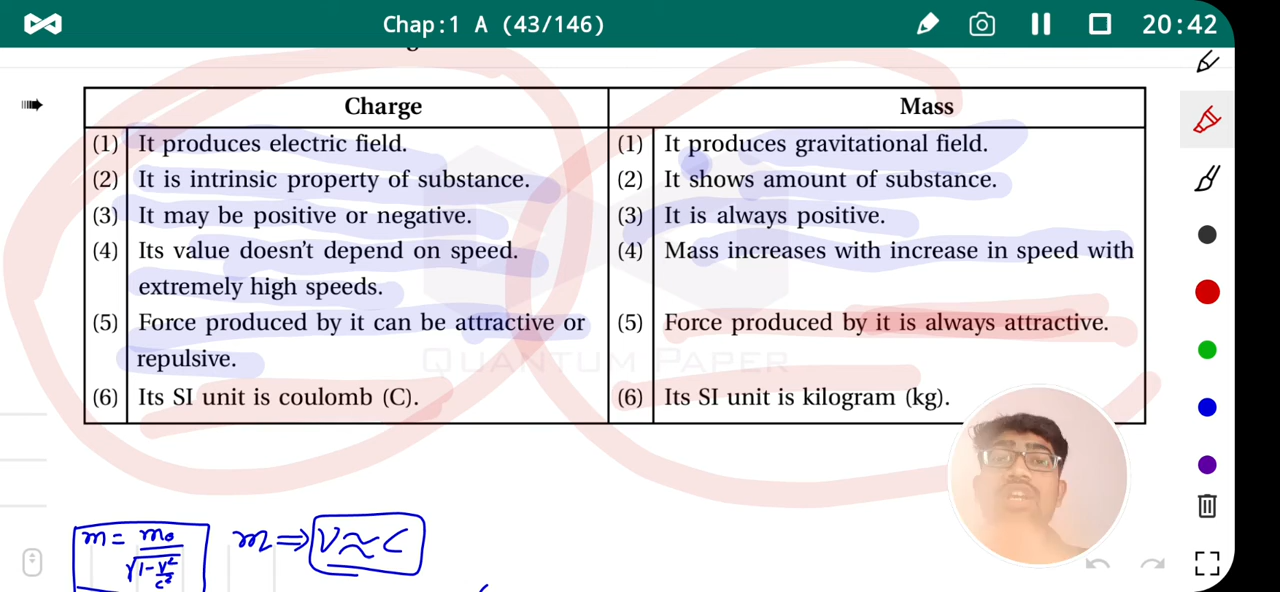 Chap:1 A (43/146)
20:42
Charge
Mass
(1) It produces electric field.
(1) It produces gravitational field.
(2) It is intrinsic property of substance.
(2) It shows amount of substance.
(3) It may be positive or negative.
(3) It is always positive.
(4) Its value doesn't depend on speed.
(4) Mass increases with increase in speed with
extremely high speeds.
(5) Force produced by it can be attractive or
(5) Force produced by it is always attractive.
repulsive.
QUANTUM PAPER
(6) Its SI unit is coulomb (C).
(6) Its SI unit is kilogram (kg).
m = m₀/√(1-v²/c²)
m ⇒ v ≈ c